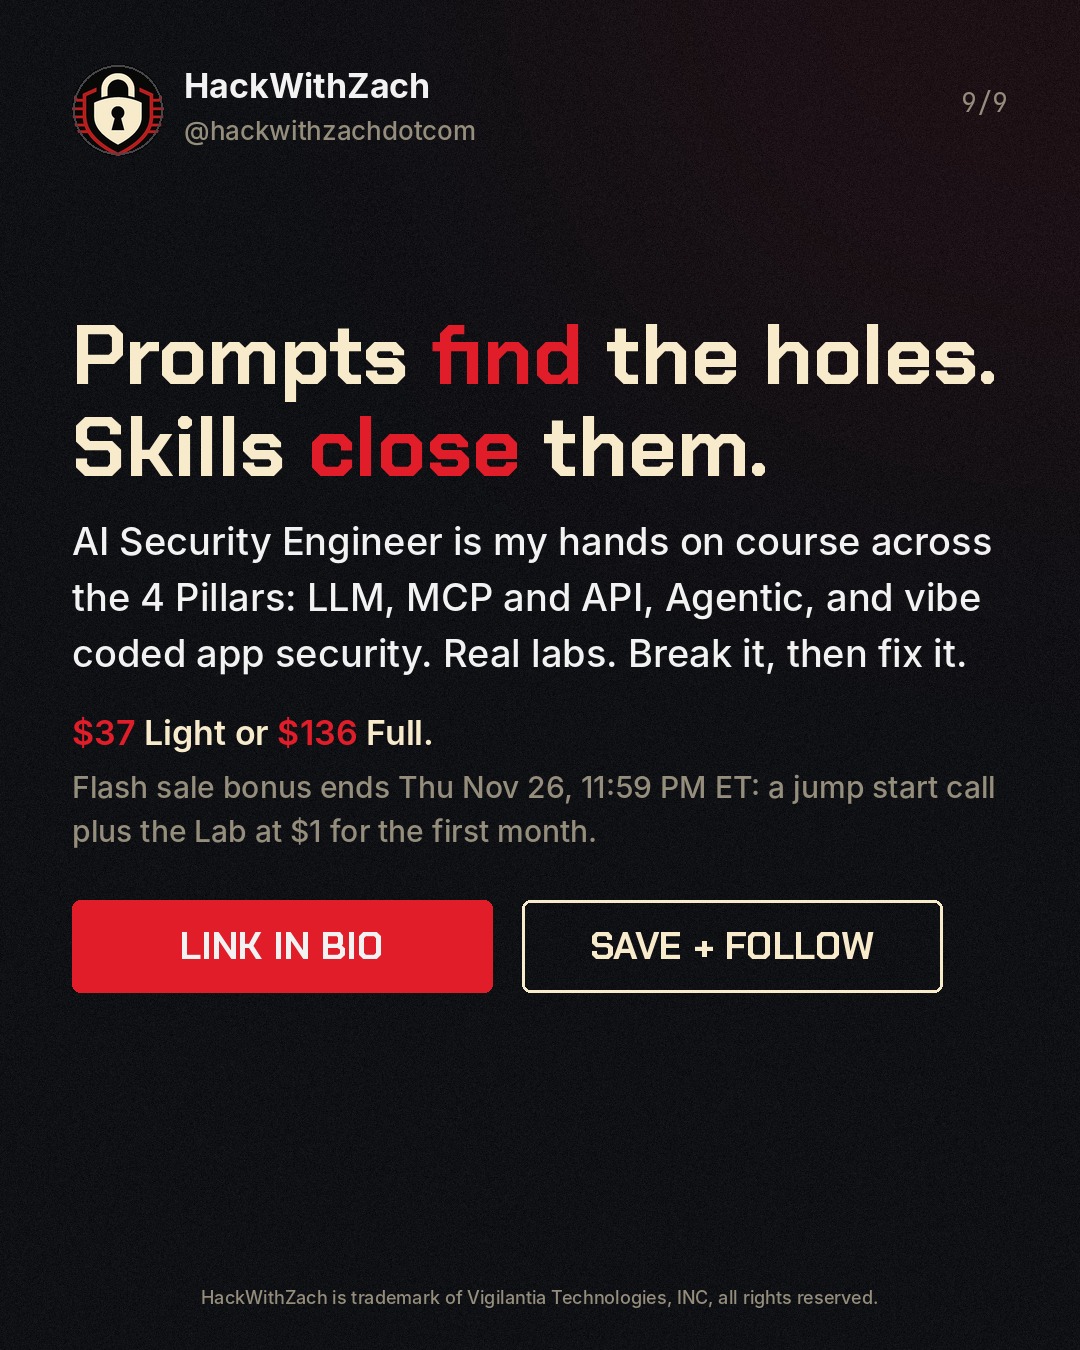 HackWithZach
@hackwithzachdotcom
9/9
Prompts find the holes.
Skills close them.
AI Security Engineer is my hands on course across
the 4 Pillars: LLM, MCP and API, Agentic, and vibe
coded app security. Real labs. Break it, then fix it.
$37 Light or $136 Full.
Flash sale bonus ends Thu Nov 26, 11:59 PM ET: a jump start call
plus the Lab at $1 for the first month.
LINK IN BIO
SAVE + FOLLOW
HackWithZach is trademark of Vigilantia Technologies, INC, all rights reserved.